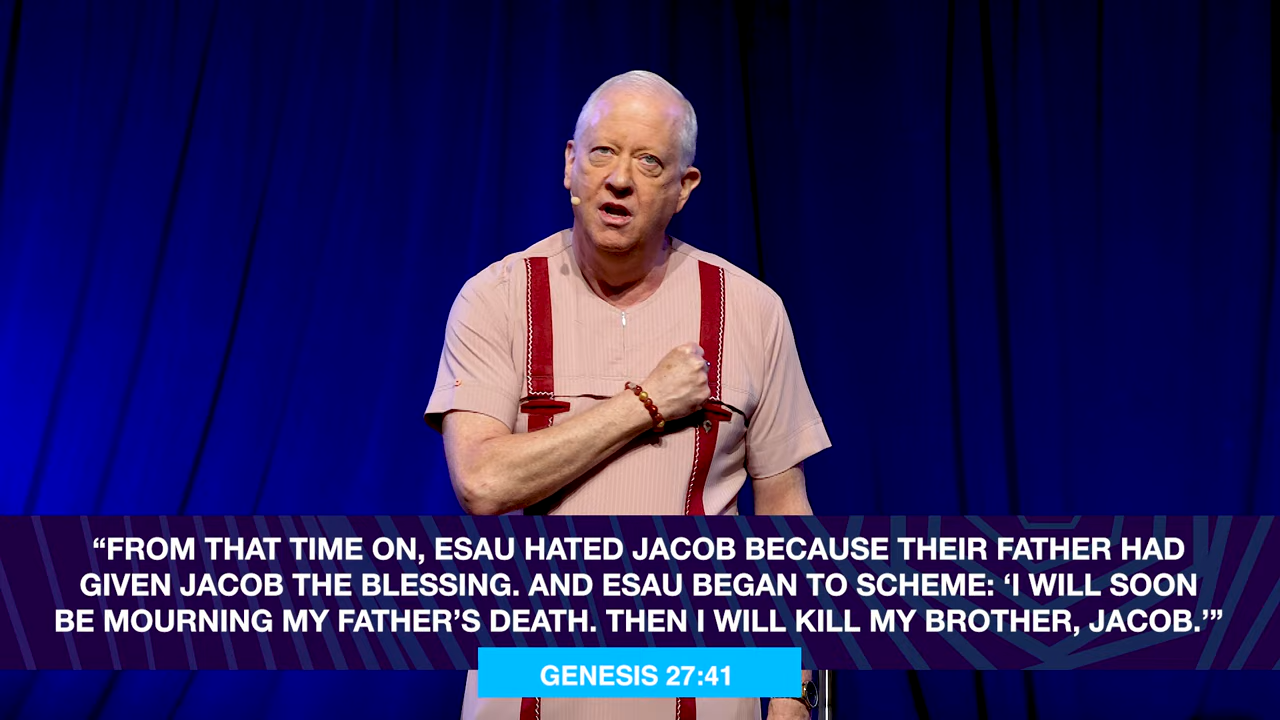 “FROM THAT TIME ON, ESAU HATED JACOB BECAUSE THEIR FATHER HAD
GIVEN JACOB THE BLESSING. AND ESAU BEGAN TO SCHEME: ‘I WILL SOON
BE MOURNING MY FATHER’S DEATH. THEN I WILL KILL MY BROTHER, JACOB.’”
GENESIS 27:41